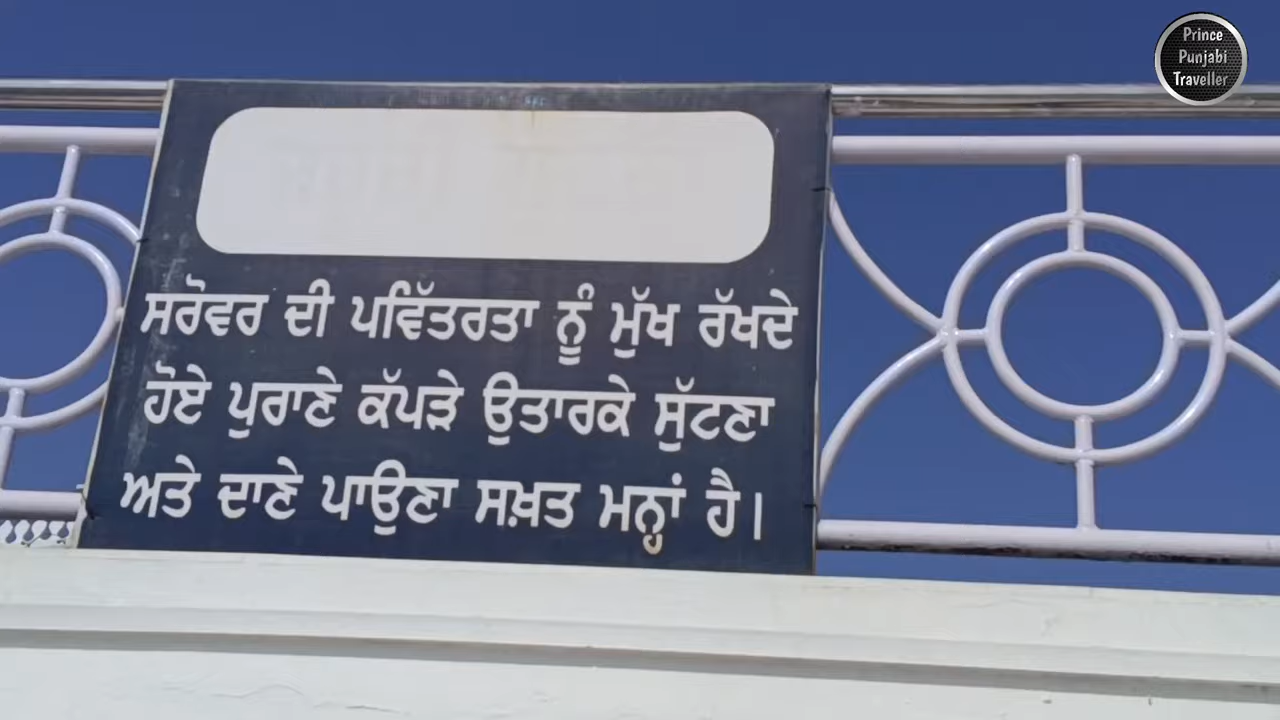 Prince
Punjabi
Traveller
ਸਰੋਵਰ ਦੀ ਪਵਿੱਤਰਤਾ ਨੂੰ ਮੁੱਖ ਰੱਖਦੇ
ਹੋਏ ਪੁਰਾਣੇ ਕੱਪੜੇ ਉਤਾਰਕੇ ਸੁੱਟਣਾ
ਅਤੇ ਦਾਣੇ ਪਾਉਣਾ ਸਖ਼ਤ ਮਨ੍ਹਾਂ ਹੈ।